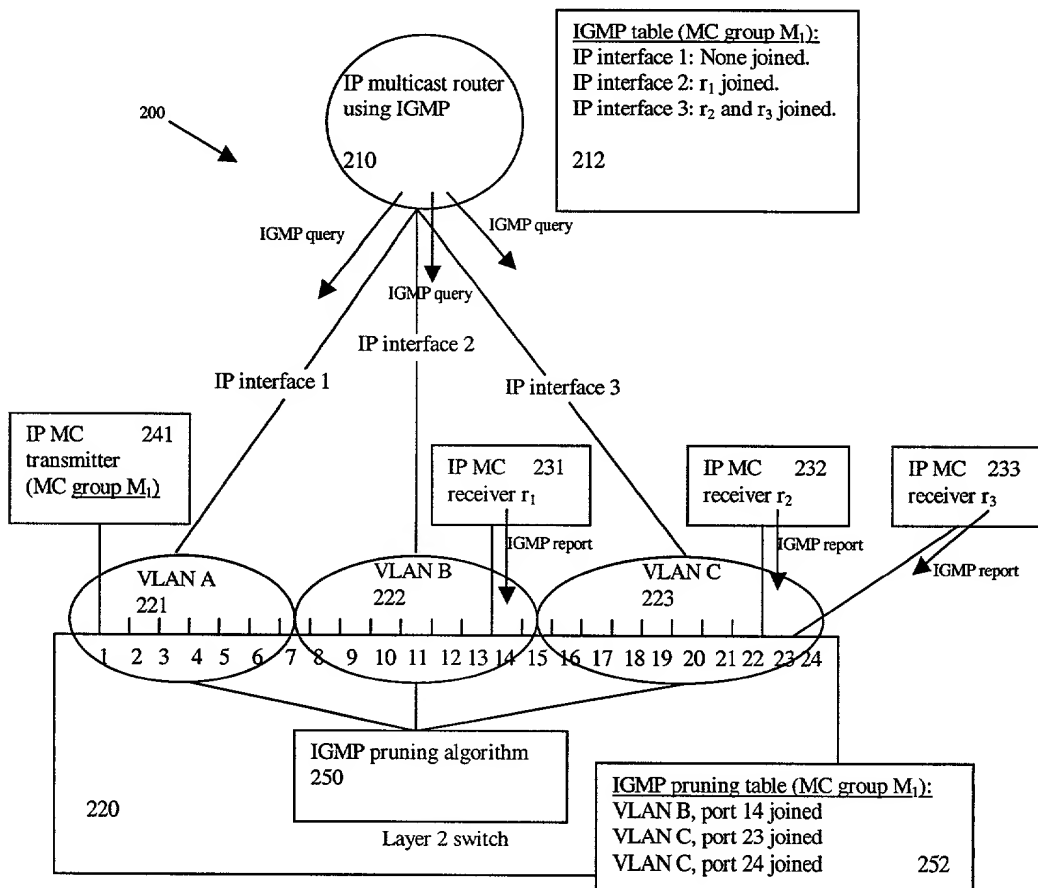 200
IP multicast router
using IGMP
210
IGMP table (MC group M₁):
IP interface 1: None joined.
IP interface 2: r₁ joined.
IP interface 3: r₂ and r₃ joined.
212
IGMP query
IGMP query
IGMP query
IP interface 1
IP interface 2
IP interface 3
IP MC 241
transmitter
(MC group M₁)
IP MC 231
receiver r₁
IGMP report
IP MC 232
receiver r₂
IGMP report
IP MC 233
receiver r₃
IGMP report
VLAN A
221
VLAN B
222
VLAN C
223
1 2 3 4 5 6 7 8 9 10 11 12 13 14 15 16 17 18 19 20 21 22 23 24
IGMP pruning algorithm
250
220
Layer 2 switch
IGMP pruning table (MC group M₁):
VLAN B, port 14 joined
VLAN C, port 23 joined
VLAN C, port 24 joined 252